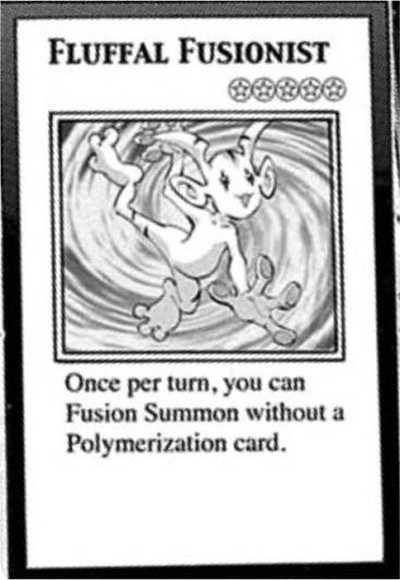 FLUFFAL FUSIONIST
Once per turn, you can
Fusion Summon without a
Polymerization card.